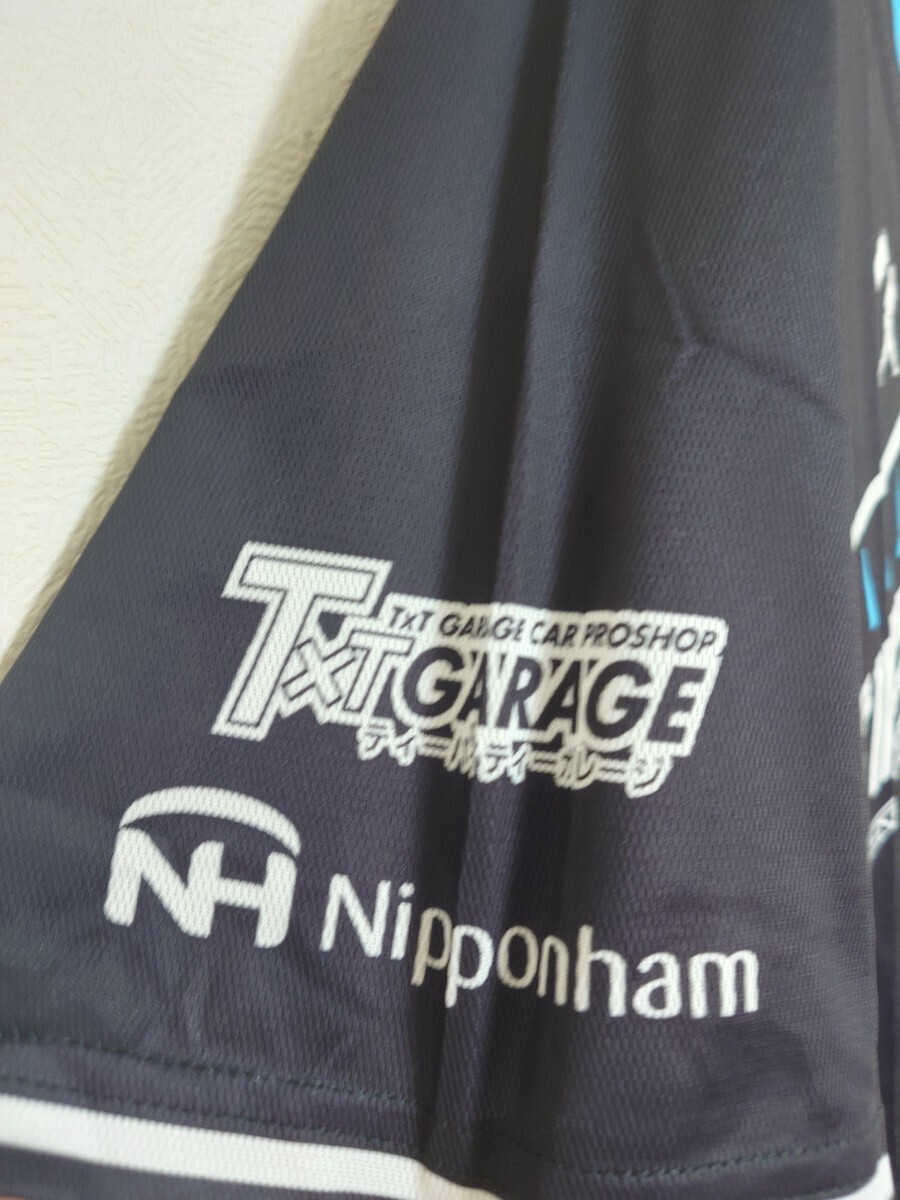 TXT GARAGE CAR PROSHOP
TXT GARAGE
NH Nipponham